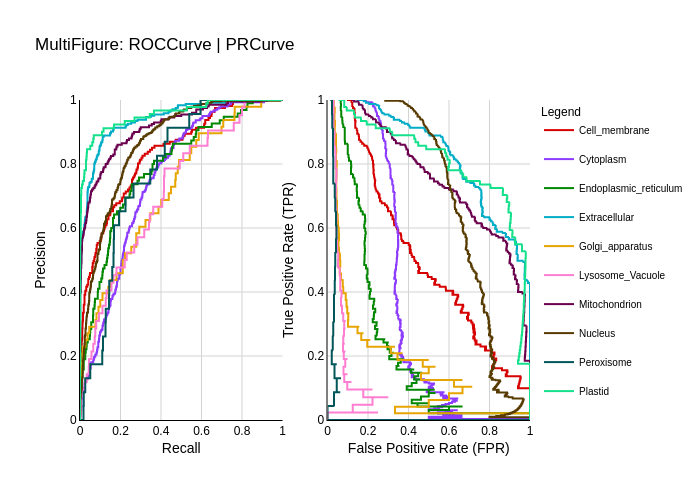 MultiFigure: ROCCurve | PRCurve
Precision
1
0.8
0.6
0.4
0.2
0
0 0.2 0.4 0.6 0.8 1
Recall
True Positive Rate (TPR)
1
0.8
0.6
0.4
0.2
0
0 0.2 0.4 0.6 0.8 1
False Positive Rate (FPR)
Legend
Cell_membrane
Cytoplasm
Endoplasmic_reticulum
Extracellular
Golgi_apparatus
Lysosome_Vacuole
Mitochondrion
Nucleus
Peroxisome
Plastid